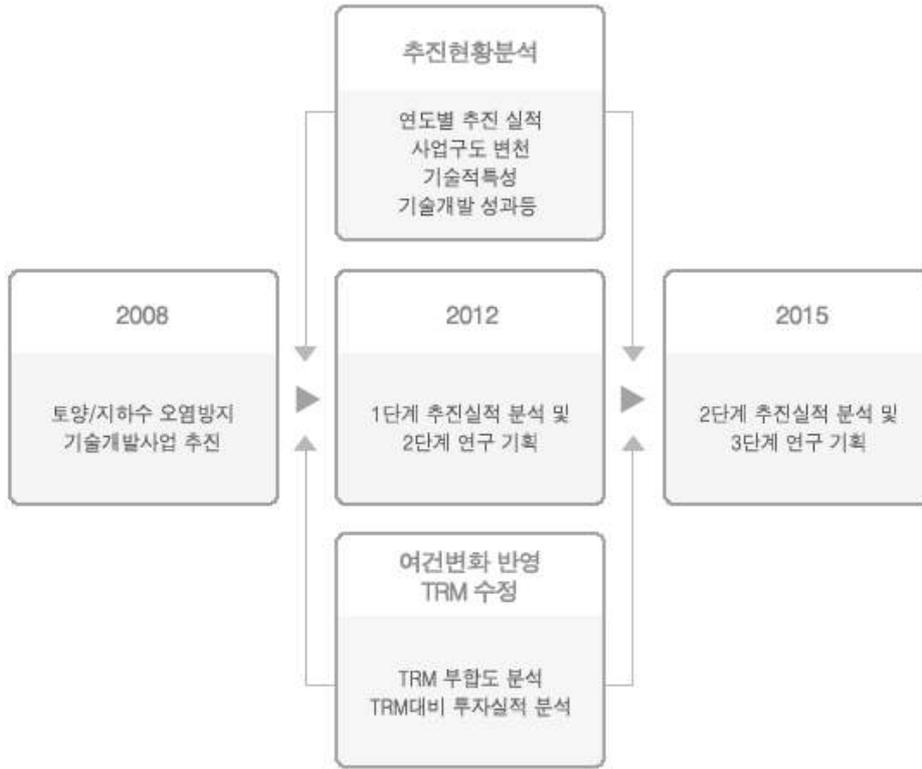 추진현황분석
연도별 추진 실적
사업구도 변천
기술적특성
기술개발 성과등
2008
토양/지하수 오염방지
기술개발사업 추진
2012
1단계 추진실적 분석 및
2단계 연구 기획
2015
2단계 추진실적 분석 및
3단계 연구 기획
여건변화 반영
TRM 수정
TRM 부합도 분석
TRM대비 투자실적 분석